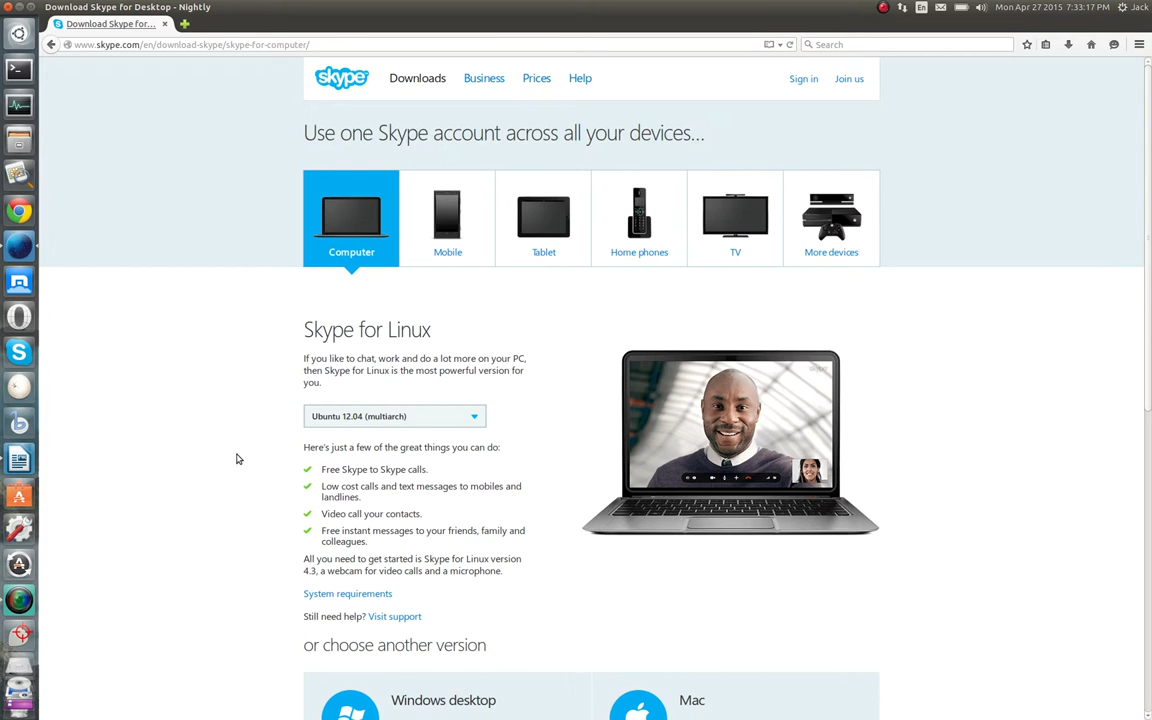 Download Skype for Desktop - Nightly
En
Mon Apr 27 2015 7:33:17 PM
Jack
Download Skype for...
www.skype.com/en/download-skype/skype-for-computer/
Search
skype
Downloads
Business
Prices
Help
Sign in
Join us
Use one Skype account across all your devices...
Computer
Mobile
Tablet
Home phones
TV
More devices
Skype for Linux
If you like to chat, work and do a lot more on your PC,
then Skype for Linux is the most powerful version for
you.
Ubuntu 12.04 (multiarch)
Here's just a few of the great things you can do:
Free Skype to Skype calls.
Low cost calls and text messages to mobiles and
landlines.
Video call your contacts.
Free instant messages to your friends, family and
colleagues.
All you need to get started is Skype for Linux version
4.3, a webcam for video calls and a microphone.
System requirements
Still need help? Visit support
or choose another version
Windows desktop
Mac